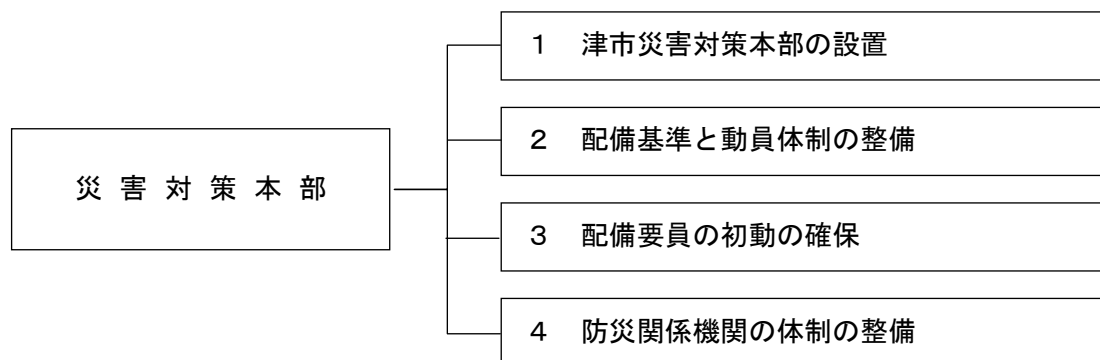 災害対策本部
１　津市災害対策本部の設置
２　配備基準と動員体制の整備
３　配備要員の初動の確保
４　防災関係機関の体制の整備